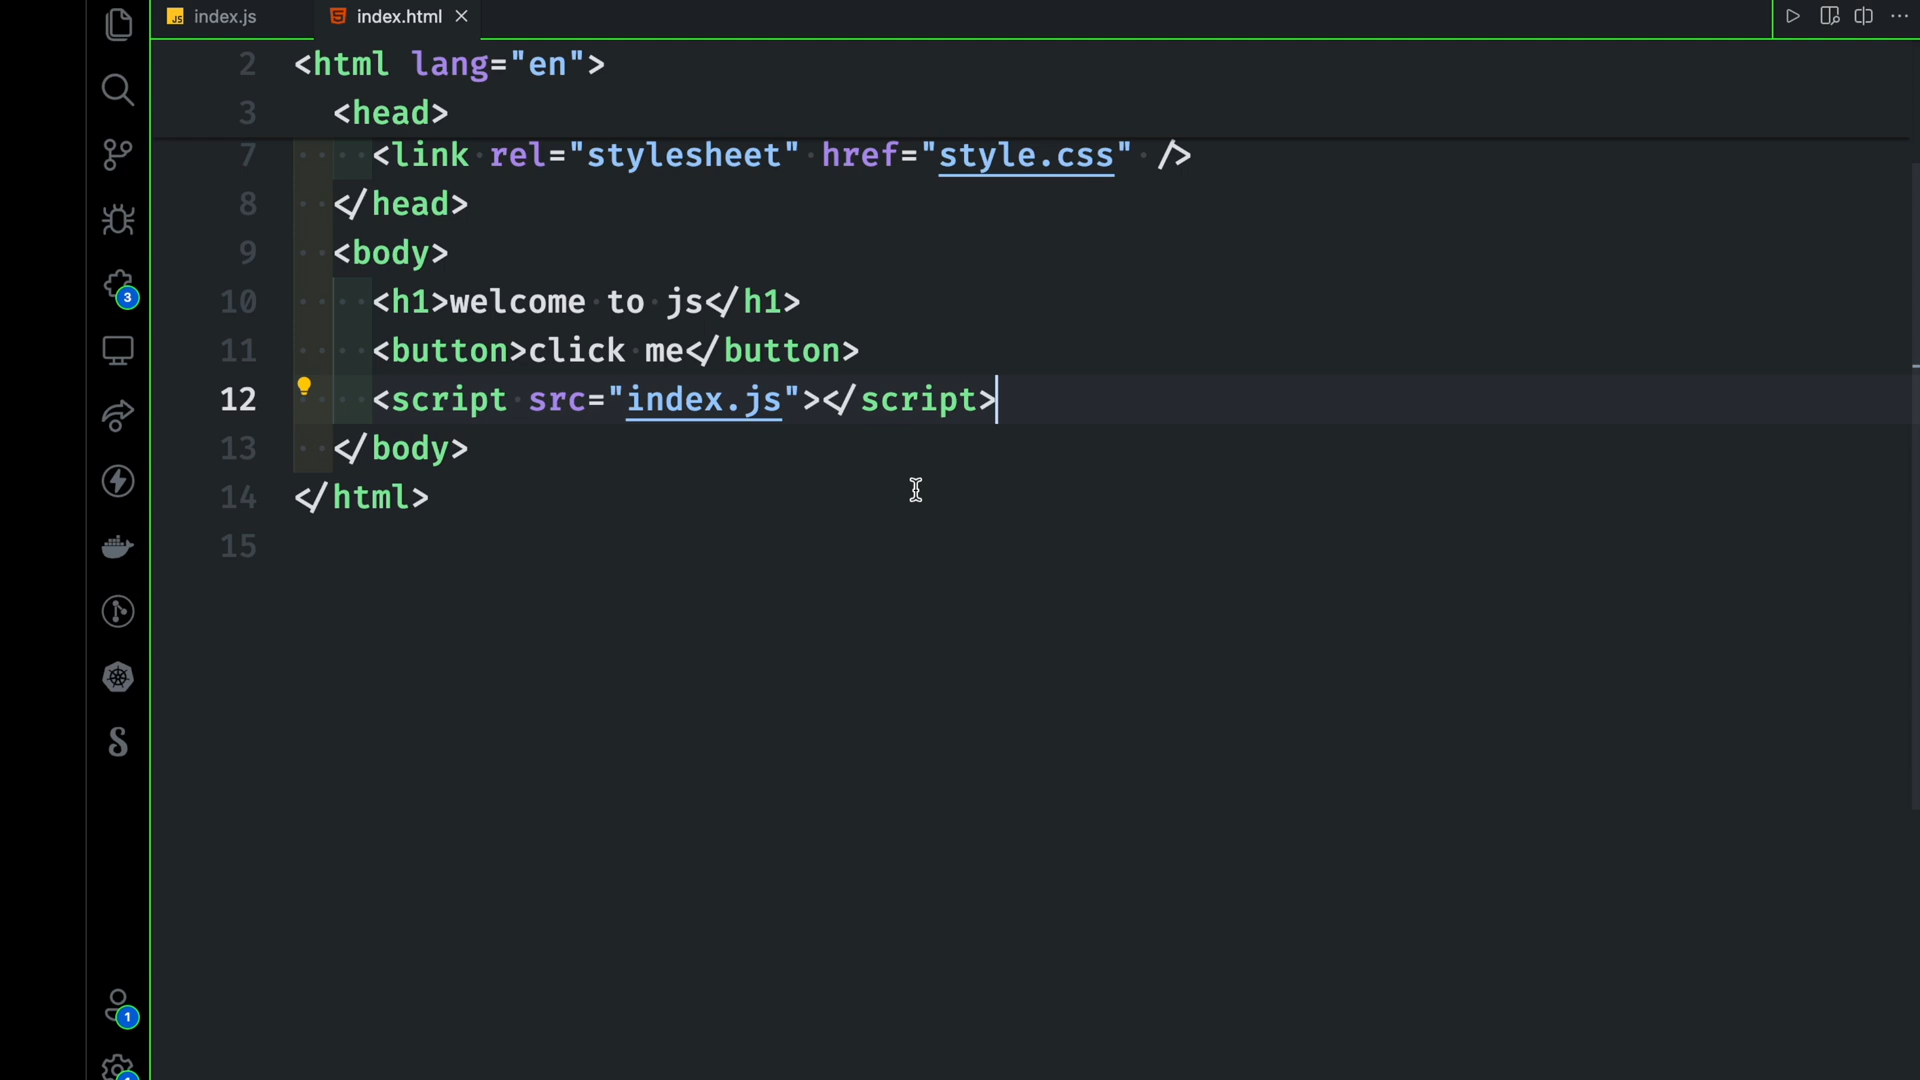 JS index.js index.html
2 <html lang="en">
3 <head>
7 <link rel="stylesheet" href="style.css" />
8 </head>
9 <body>
10 <h1>welcome to js</h1>
11 <button>click me</button>
12 <script src="index.js"></script>
13 </body>
14 </html>
15
3
1